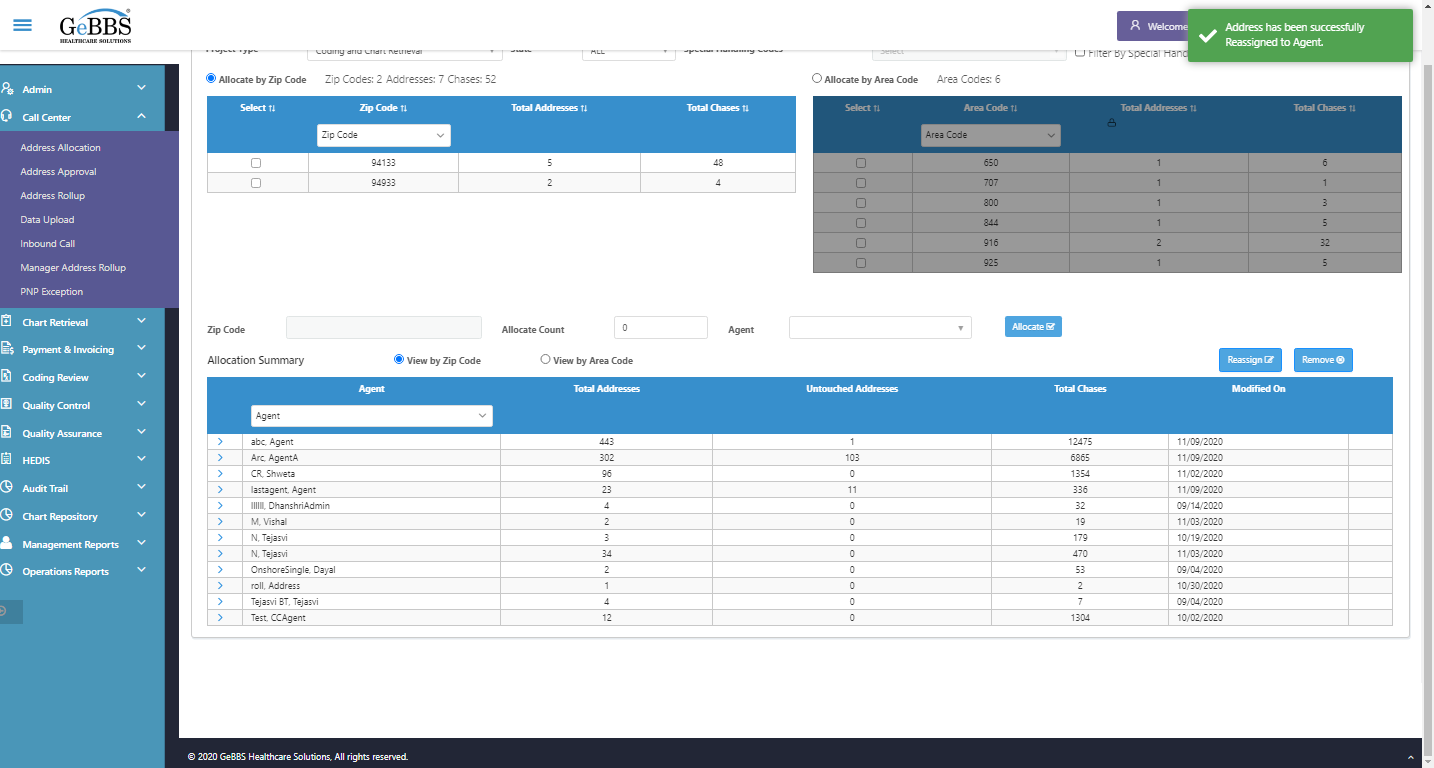 GeBBS
HEALTHCARE SOLUTIONS
Welcome
Address has been successfully
Reassigned to Agent.
Project Type Coding and Chart Retrieval State ALL Special Handling Codes Select Filter By Special Hand
Allocate by Zip Code Zip Codes: 2 Addresses: 7 Chases: 52
Allocate by Area Code Area Codes: 6
Select Zip Code Total Addresses Total Chases
Zip Code
94133 5 48
94933 2 4
Select Area Code Total Addresses Total Chases
Area Code
650 1 6
707 1 1
800 1 3
844 1 5
916 2 32
925 1 5
Admin
Call Center
Address Allocation
Address Approval
Address Rollup
Data Upload
Inbound Call
Manager Address Rollup
PNP Exception
Chart Retrieval
Payment & Invoicing
Coding Review
Quality Control
Quality Assurance
HEDIS
Audit Trail
Chart Repository
Management Reports
Operations Reports
Zip Code Allocate Count 0 Agent Allocate
Allocation Summary View by Zip Code View by Area Code Reassign Remove
Agent Total Addresses Untouched Addresses Total Chases Modified On
Agent
abc, Agent 443 1 12475 11/09/2020
Arc, AgentA 302 103 6865 11/09/2020
CR, Shweta 96 0 1354 11/02/2020
lastagent, Agent 23 11 336 11/09/2020
DhanshriAdmin 4 0 32 09/14/2020
M, Vishal 2 0 19 11/03/2020
N, Tejasvi 3 0 179 10/19/2020
N, Tejasvi 34 0 470 11/03/2020
OnshoreSingle, Dayal 2 0 53 09/04/2020
roll, Address 1 0 2 10/30/2020
Tejasvi BT, Tejasvi 4 0 7 09/04/2020
Test, CCAgent 12 0 1304 10/02/2020
© 2020 GeBBS Healthcare Solutions, All rights reserved.